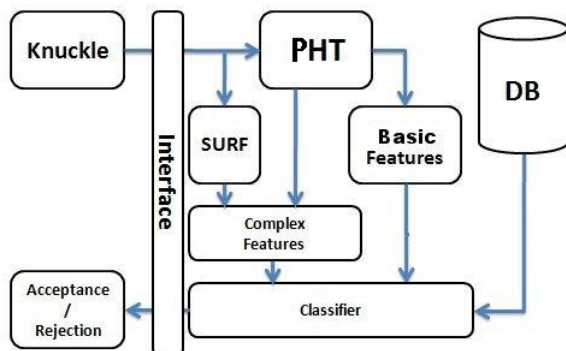 Knuckle
PHT
DB
Interface
SURF
Basic
Features
Complex
Features
Acceptance
/
Rejection
Classifier